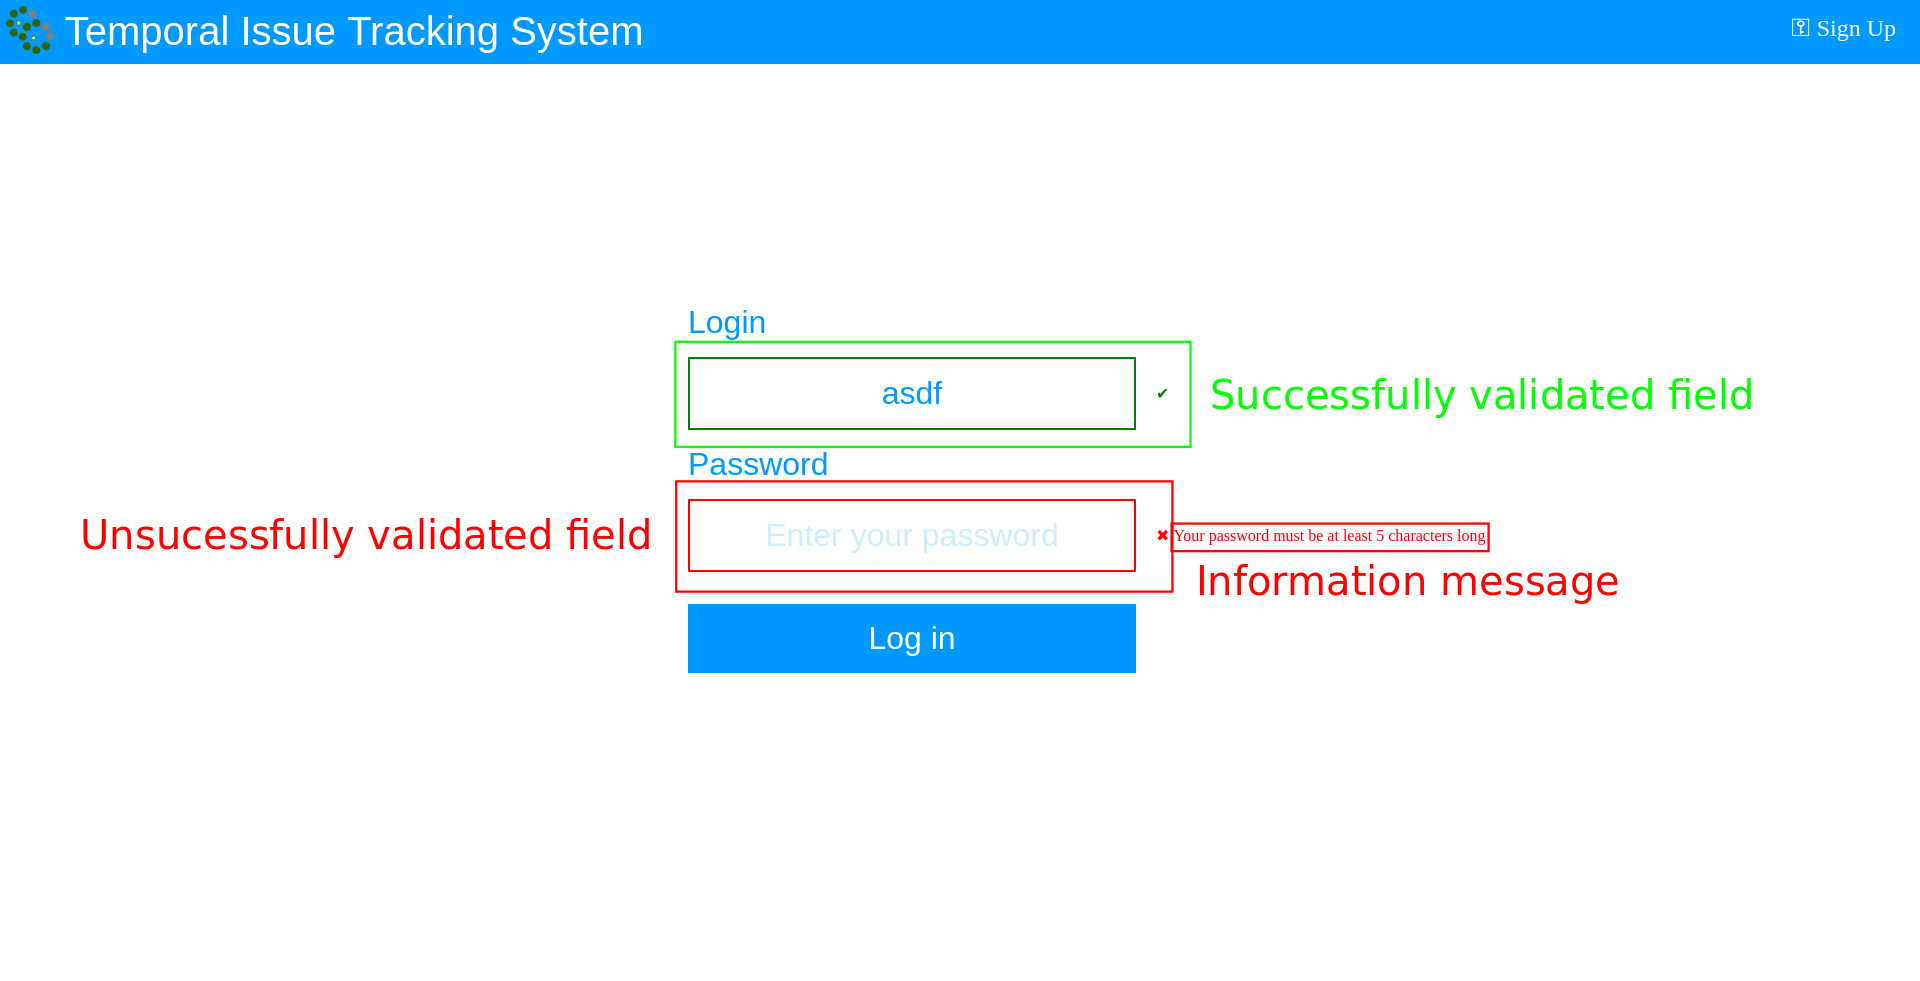 Temporal Issue Tracking System
⚿ Sign Up
Login
asdf ✔
Successfully validated field
Password
Unsucessfully validated field
Enter your password ✖ Your password must be at least 5 characters long
Information message
Log in